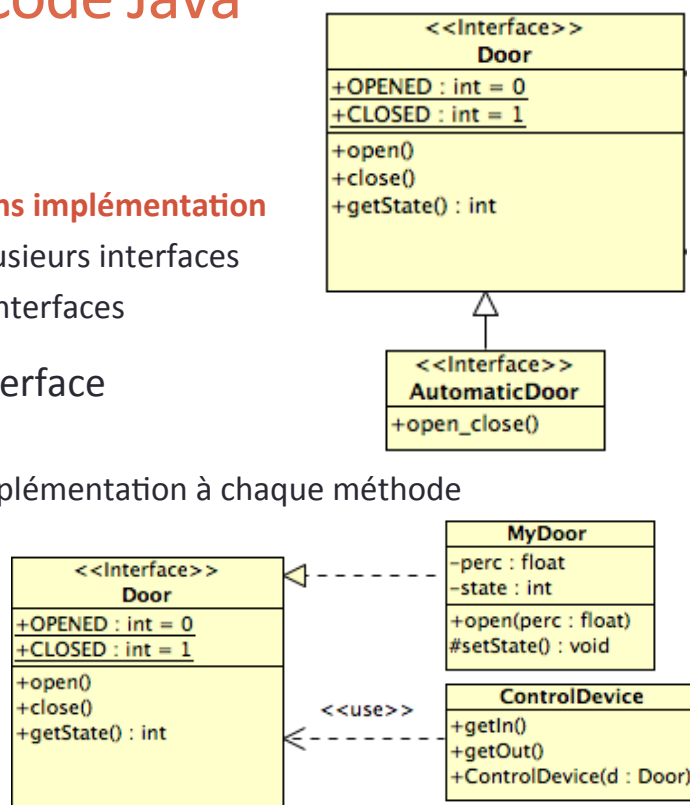 code Java
ns implémentation
usieurs interfaces
nterfaces
erface
plémentation à chaque méthode
<<Interface>>
Door
+OPENED : int = 0
+CLOSED : int = 1
+open()
+close()
+getState() : int
<<Interface>>
AutomaticDoor
+open_close()
<<Interface>>
Door
+OPENED : int = 0
+CLOSED : int = 1
+open()
+close()
+getState() : int
<<use>>
MyDoor
-perc : float
-state : int
+open(perc : float)
#setState() : void
ControlDevice
+getIn()
+getOut()
+ControlDevice(d : Door)